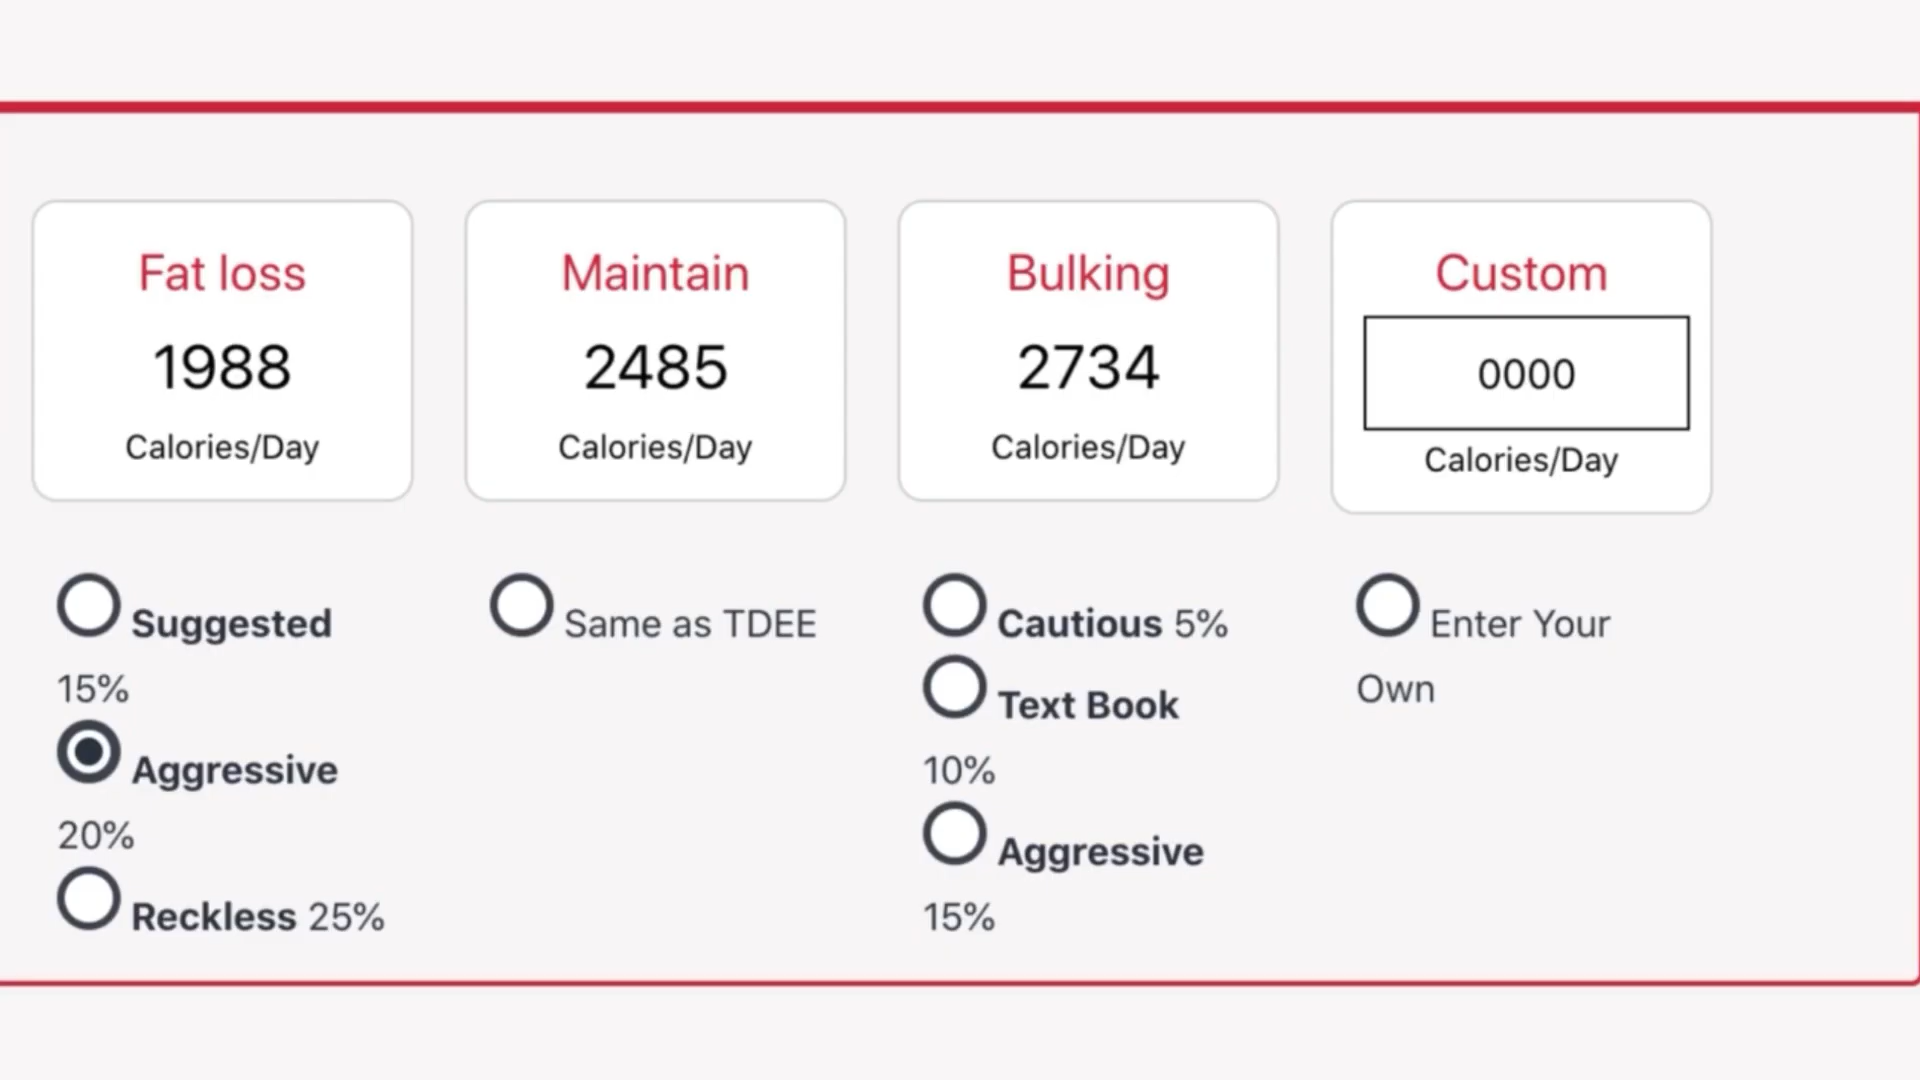 Fat loss
1988
Calories/Day
Suggested
15%
Aggressive
20%
Reckless 25%
Maintain
2485
Calories/Day
Same as TDEE
Bulking
2734
Calories/Day
Cautious 5%
Text Book
10%
Aggressive
15%
Custom
0000
Calories/Day
Enter Your
Own